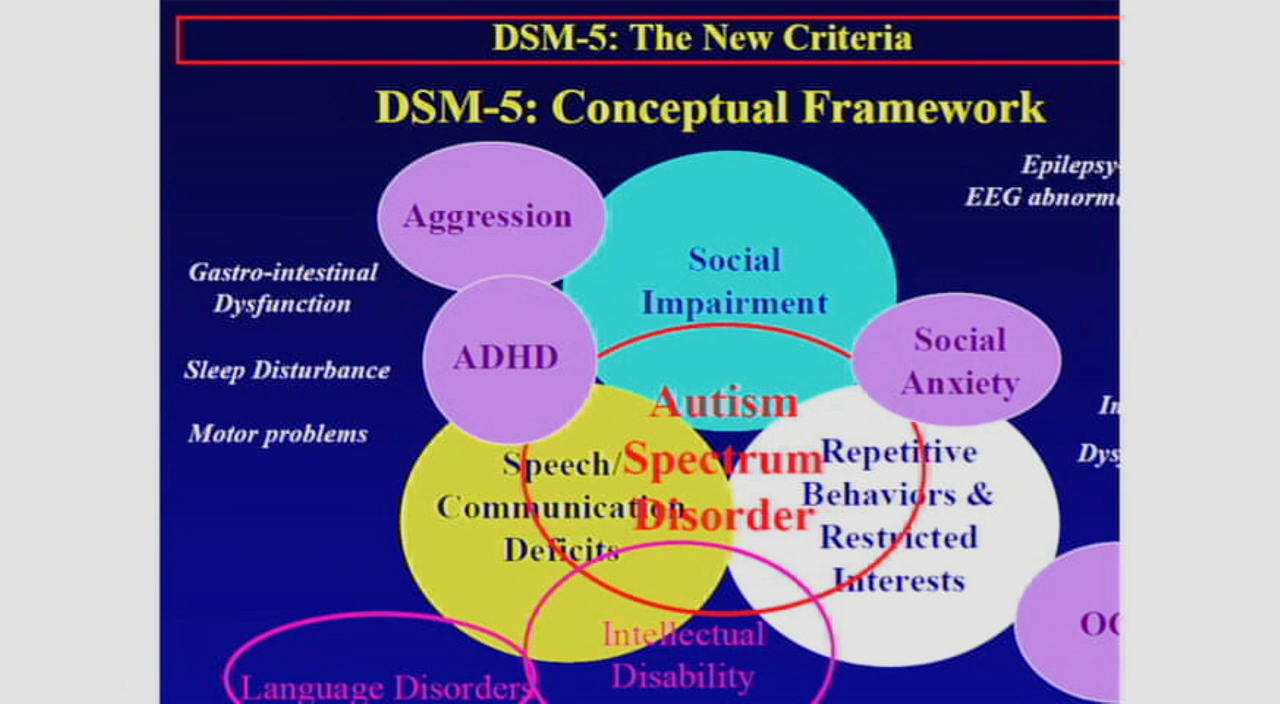 DSM-5: The New Criteria
DSM-5: Conceptual Framework
Epilepsy-
EEG
Aggression
Social
Impairment
Gastro-intestinal
Dysfunction
ADHD
Social
Anxiety
Sleep Disturbance
Motor problems
Autism
Spectrum
Disorder
Speech/
Communication
Deficits
Repetitive
Behaviors &
Restricted
Interests
Intellectual
Disability
Language Disorders